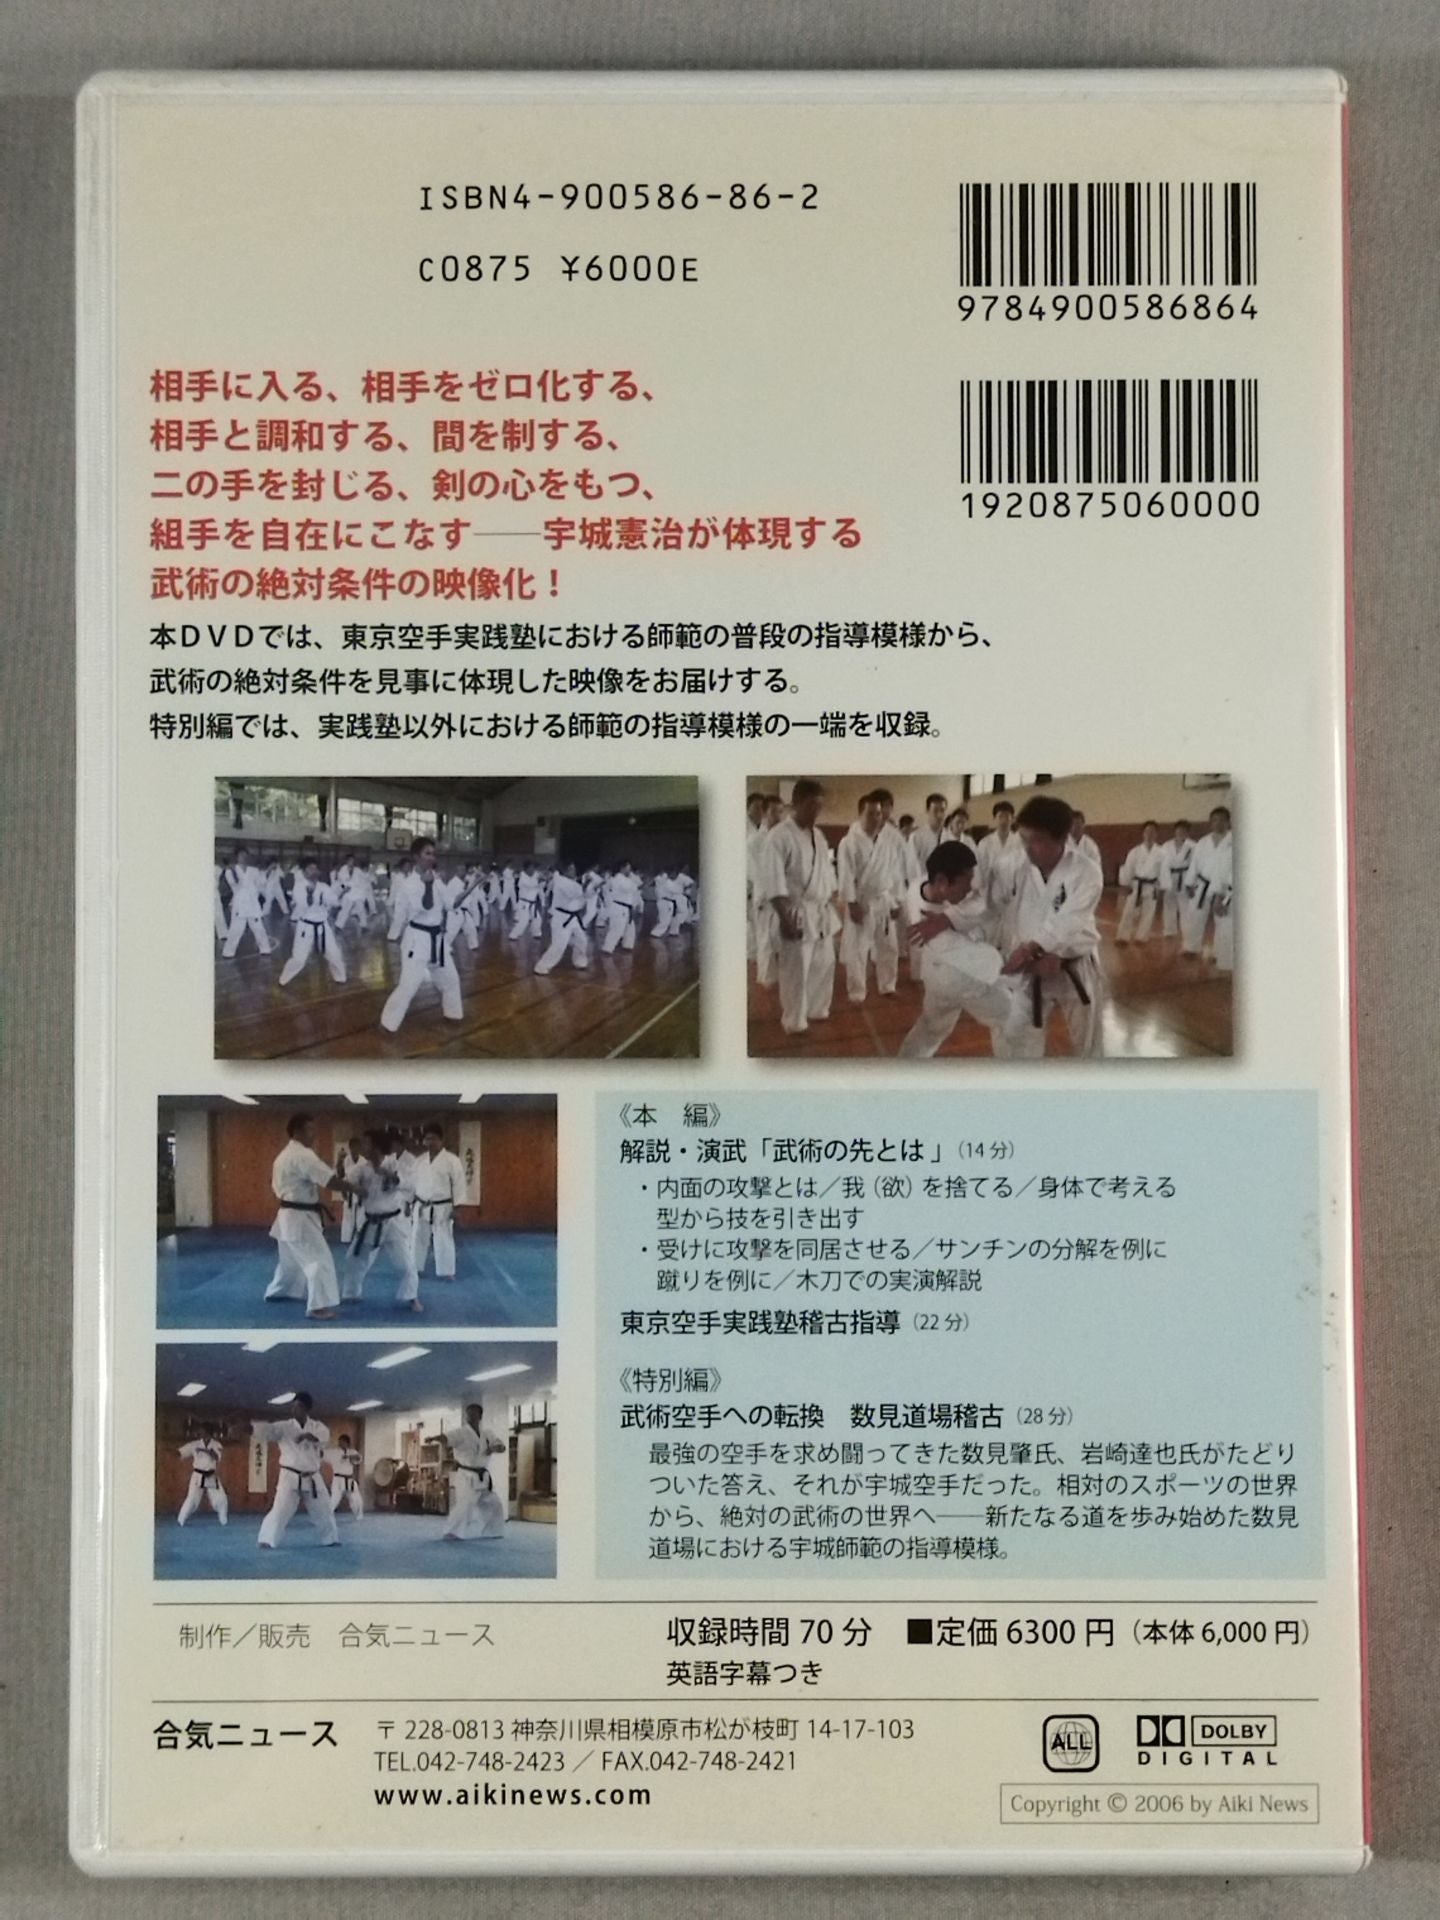 ISBN4-900586-86-2
C0875 ¥6000E
9784900586864
1920875060000
相手に入る、相手をゼロ化する、
相手と調和する、間を制する、
二の手を封じる、剣の心をもつ、
組手を自在にこなす――宇城憲治が体現する
武術の絶対条件の映像化！
本DVDでは、東京空手実践塾における師範の普段の指導模様から、
武術の絶対条件を見事に体現した映像をお届けする。
特別編では、実践塾以外における師範の指導模様の一端を収録。
《本　編》
解説・演武「武術の先とは」（14分）
・内面の攻撃とは／我（欲）を捨てる／身体で考える
型から技を引き出す
・受けに攻撃を同居させる／サンチンの分解を例に
蹴りを例に／木刀での実演解説
東京空手実践塾稽古指導（22分）
《特別編》
武術空手への転換　数見道場稽古（28分）
最強の空手を求め闘ってきた数見肇氏、岩崎達也氏がたどり
ついた答え、それが宇城空手だった。相対のスポーツの世界
から、絶対の武術の世界へ――新たなる道を歩み始めた数見
道場における宇城師範の指導模様。
制作／販売　合気ニュース
収録時間70分　■定価6300円（本体6,000円）
英語字幕つき
合気ニュース
〒228-0813 神奈川県相模原市松が枝町14-17-103
TEL.042-748-2423 ／ FAX.042-748-2421
www.aikinews.com
ALL
DOLBY
DIGITAL
Copyright © 2006 by Aiki News